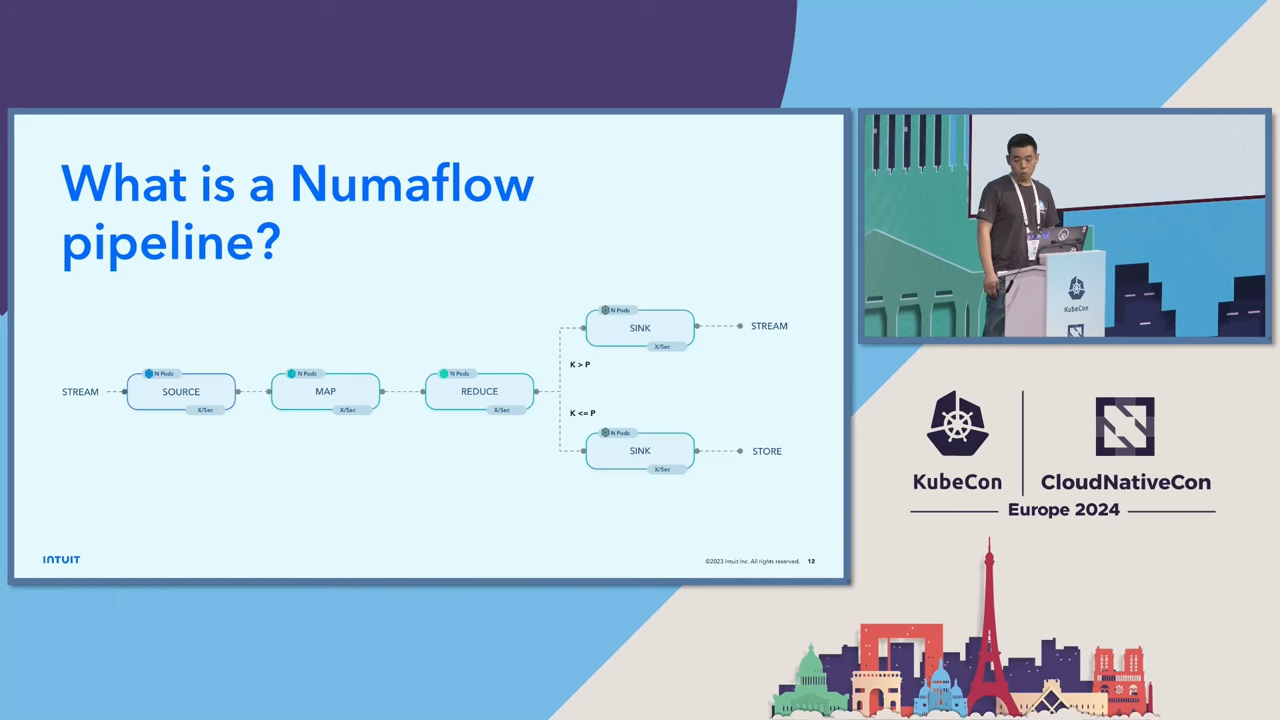 What is a Numaflow
pipeline?
STREAM
N Pods
SOURCE
X/Sec
N Pods
MAP
X/Sec
N Pods
REDUCE
X/Sec
K > P
K <= P
N Pods
SINK
X/Sec
STREAM
N Pods
SINK
X/Sec
STORE
INTUIT
©2023 Intuit Inc. All rights reserved. 12
KubeCon
KubeCon
CloudNativeCon
Europe 2024